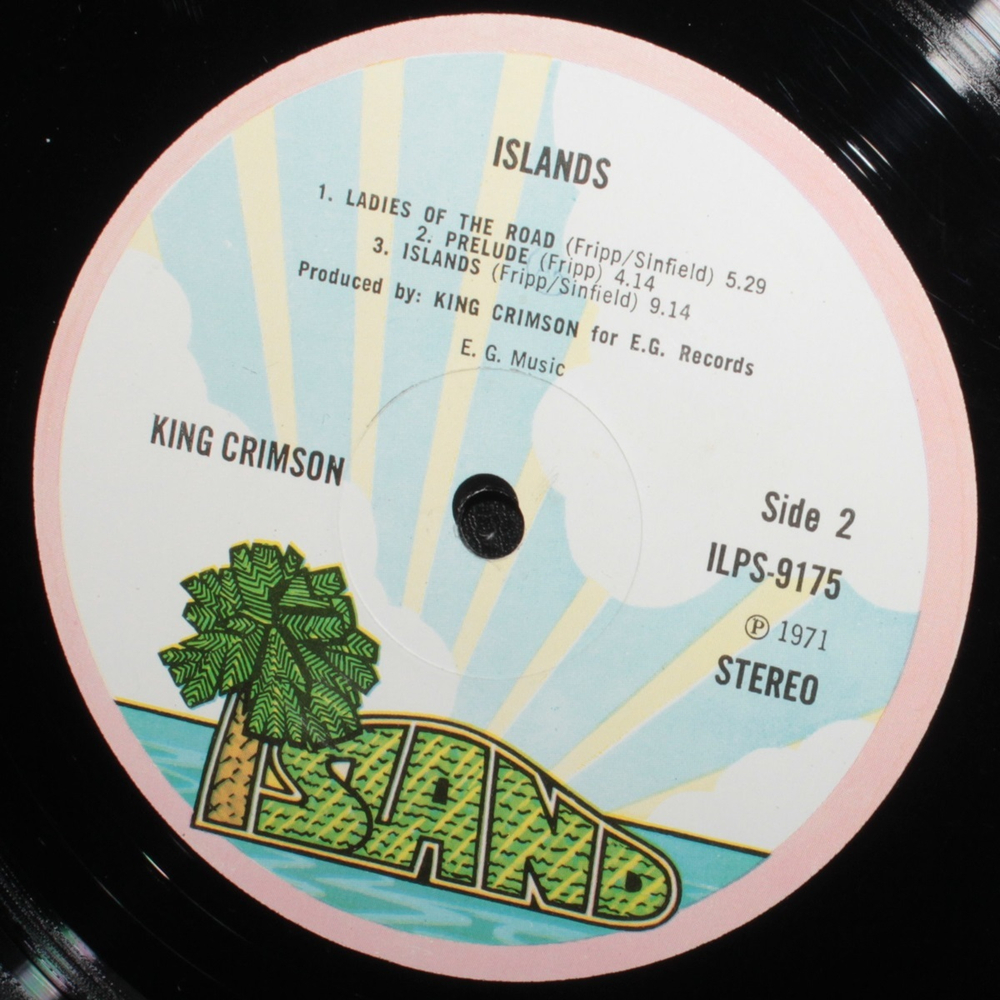 ISLANDS
1. LADIES OF THE ROAD (Fripp/Sinfield) 5.29
2. PRELUDE (Fripp) 4.14
3. ISLANDS (Fripp/Sinfield) 9.14
Produced by: KING CRIMSON for E.G. Records
E. G. Music
KING CRIMSON
Side 2
ILPS-9175
Ⓟ 1971
STEREO
ISLAND